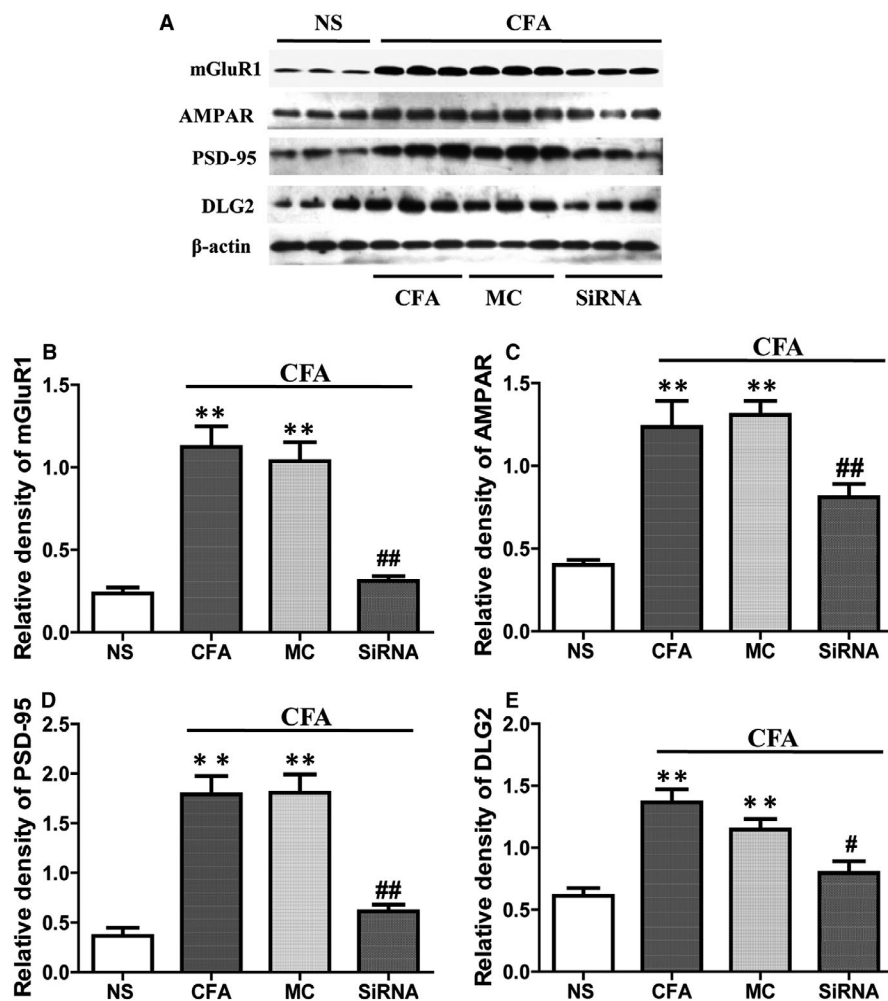 A
NS CFA
mGluR1
AMPAR
PSD-95
DLG2
β-actin
CFA MC SiRNA
B
CFA
Relative density of mGluR1
1.5
1.0
0.5
0.0
**
**
##
NS CFA MC SiRNA
C
CFA
Relative density of AMPAR
1.5
1.0
0.5
0.0
**
**
##
NS CFA MC SiRNA
D
CFA
Relative density of PSD-95
2.5
2.0
1.5
1.0
0.5
0.0
* *
**
##
NS CFA MC SiRNA
E
CFA
Relative density of DLG2
2.0
1.5
1.0
0.5
0.0
**
* *
#
NS CFA MC SiRNA